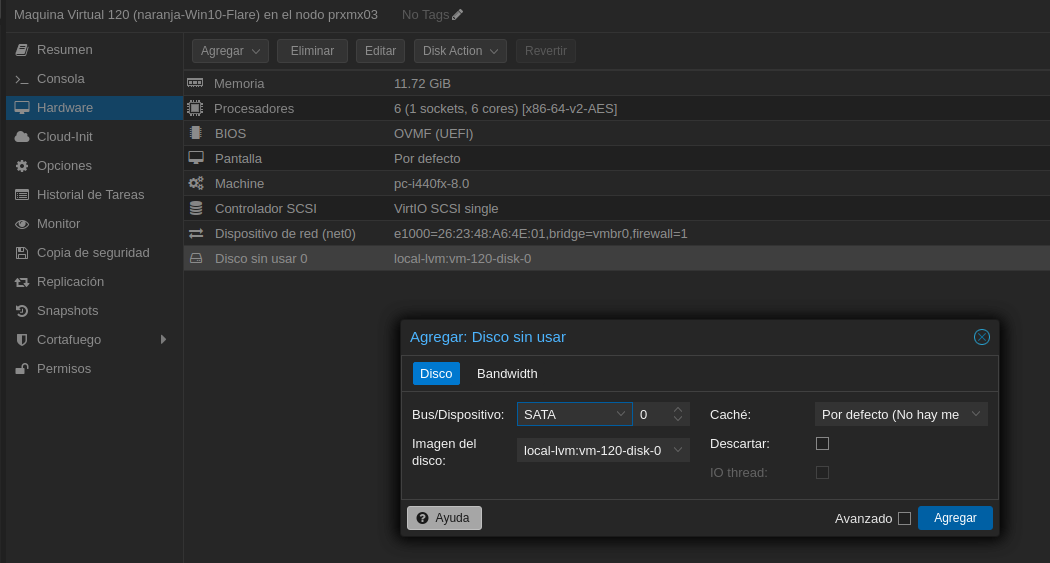 Maquina Virtual 120 (naranja-Win10-Flare) en el nodo prxmx03 No Tags
Resumen
Consola
Hardware
Cloud-Init
Opciones
Historial de Tareas
Monitor
Copia de seguridad
Replicación
Snapshots
Cortafuego
Permisos
Agregar Eliminar Editar Disk Action Revertir
Memoria 11.72 GiB
Procesadores 6 (1 sockets, 6 cores) [x86-64-v2-AES]
BIOS OVMF (UEFI)
Pantalla Por defecto
Machine pc-i440fx-8.0
Controlador SCSI VirtIO SCSI single
Dispositivo de red (net0) e1000=26:23:48:A6:4E:01,bridge=vmbr0,firewall=1
Disco sin usar 0 local-lvm:vm-120-disk-0
Agregar: Disco sin usar
Disco Bandwidth
Bus/Dispositivo: SATA 0
Imagen del
disco: local-lvm:vm-120-disk-0
Caché: Por defecto (No hay me
Descartar:
IO thread:
Ayuda Avanzado Agregar